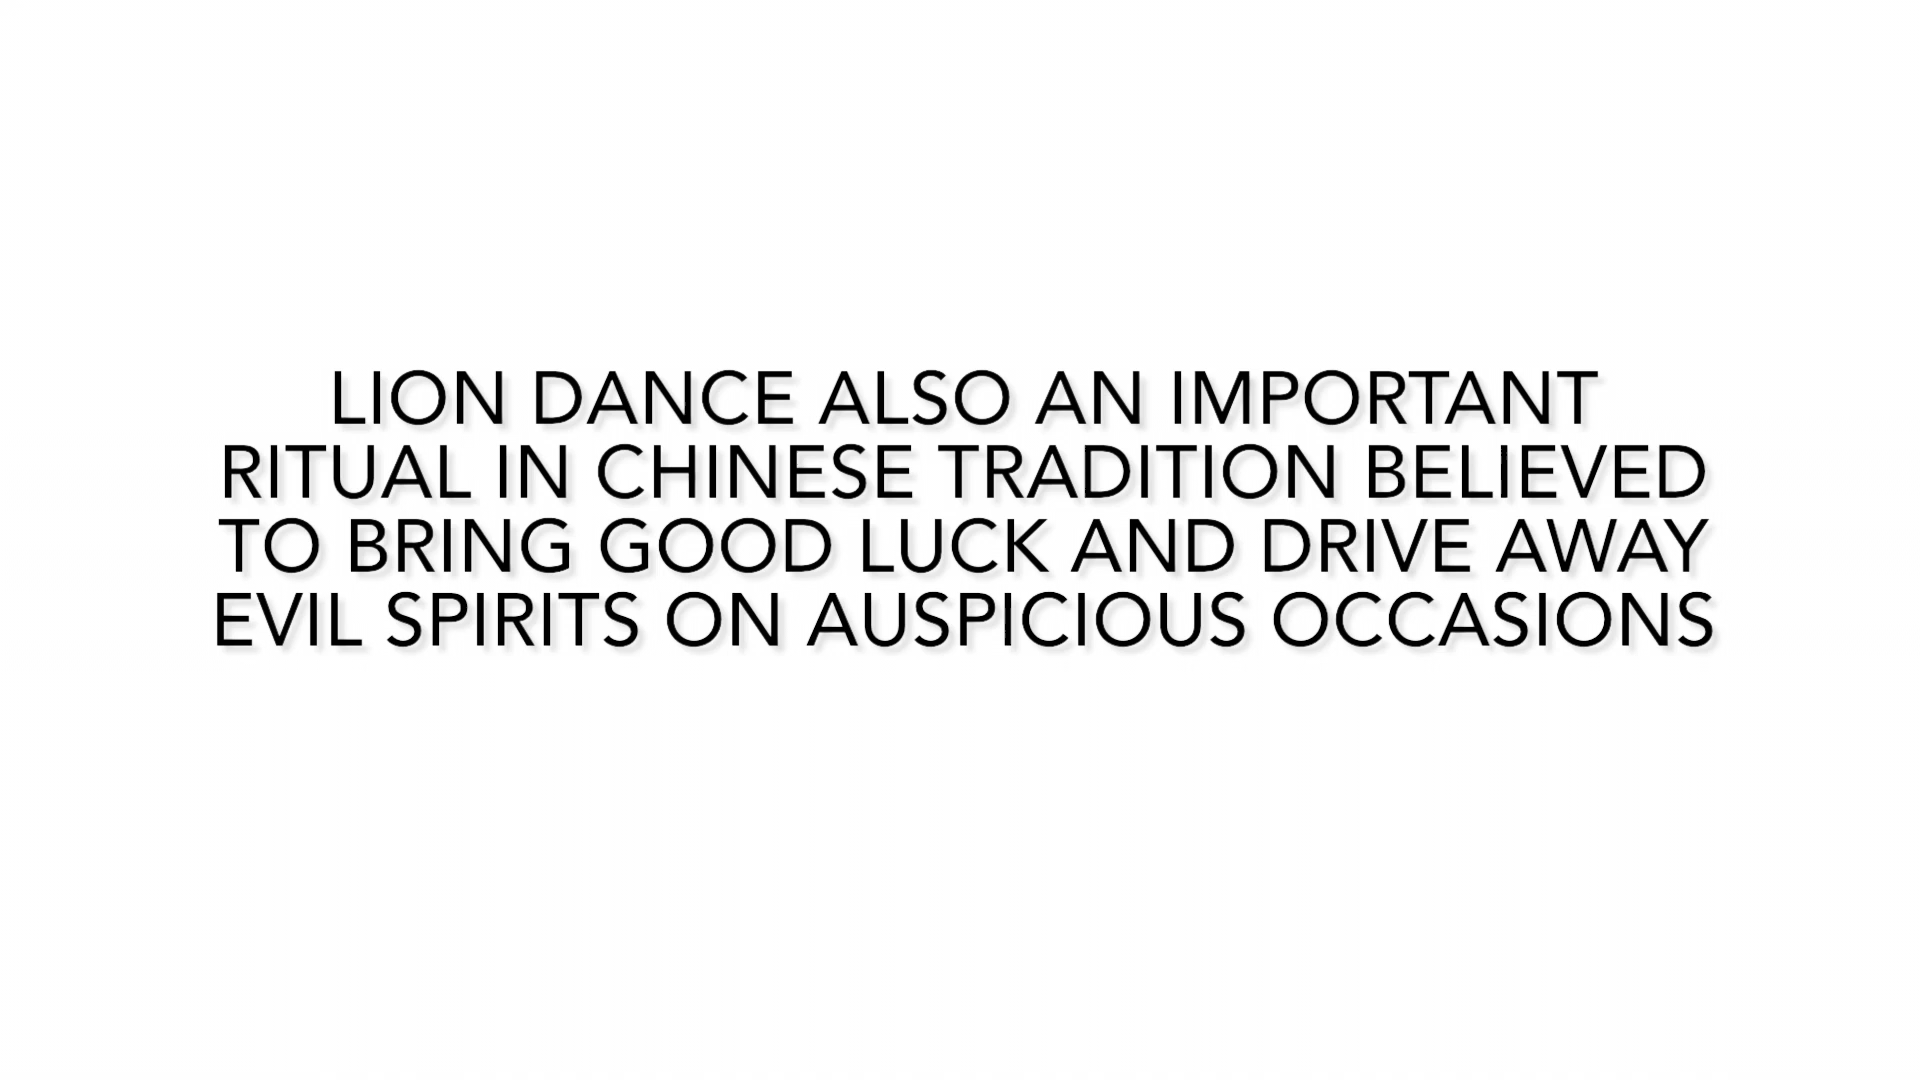 LION DANCE ALSO AN IMPORTANT
RITUAL IN CHINESE TRADITION BELIEVED
TO BRING GOOD LUCK AND DRIVE AWAY
EVIL SPIRITS ON AUSPICIOUS OCCASIONS